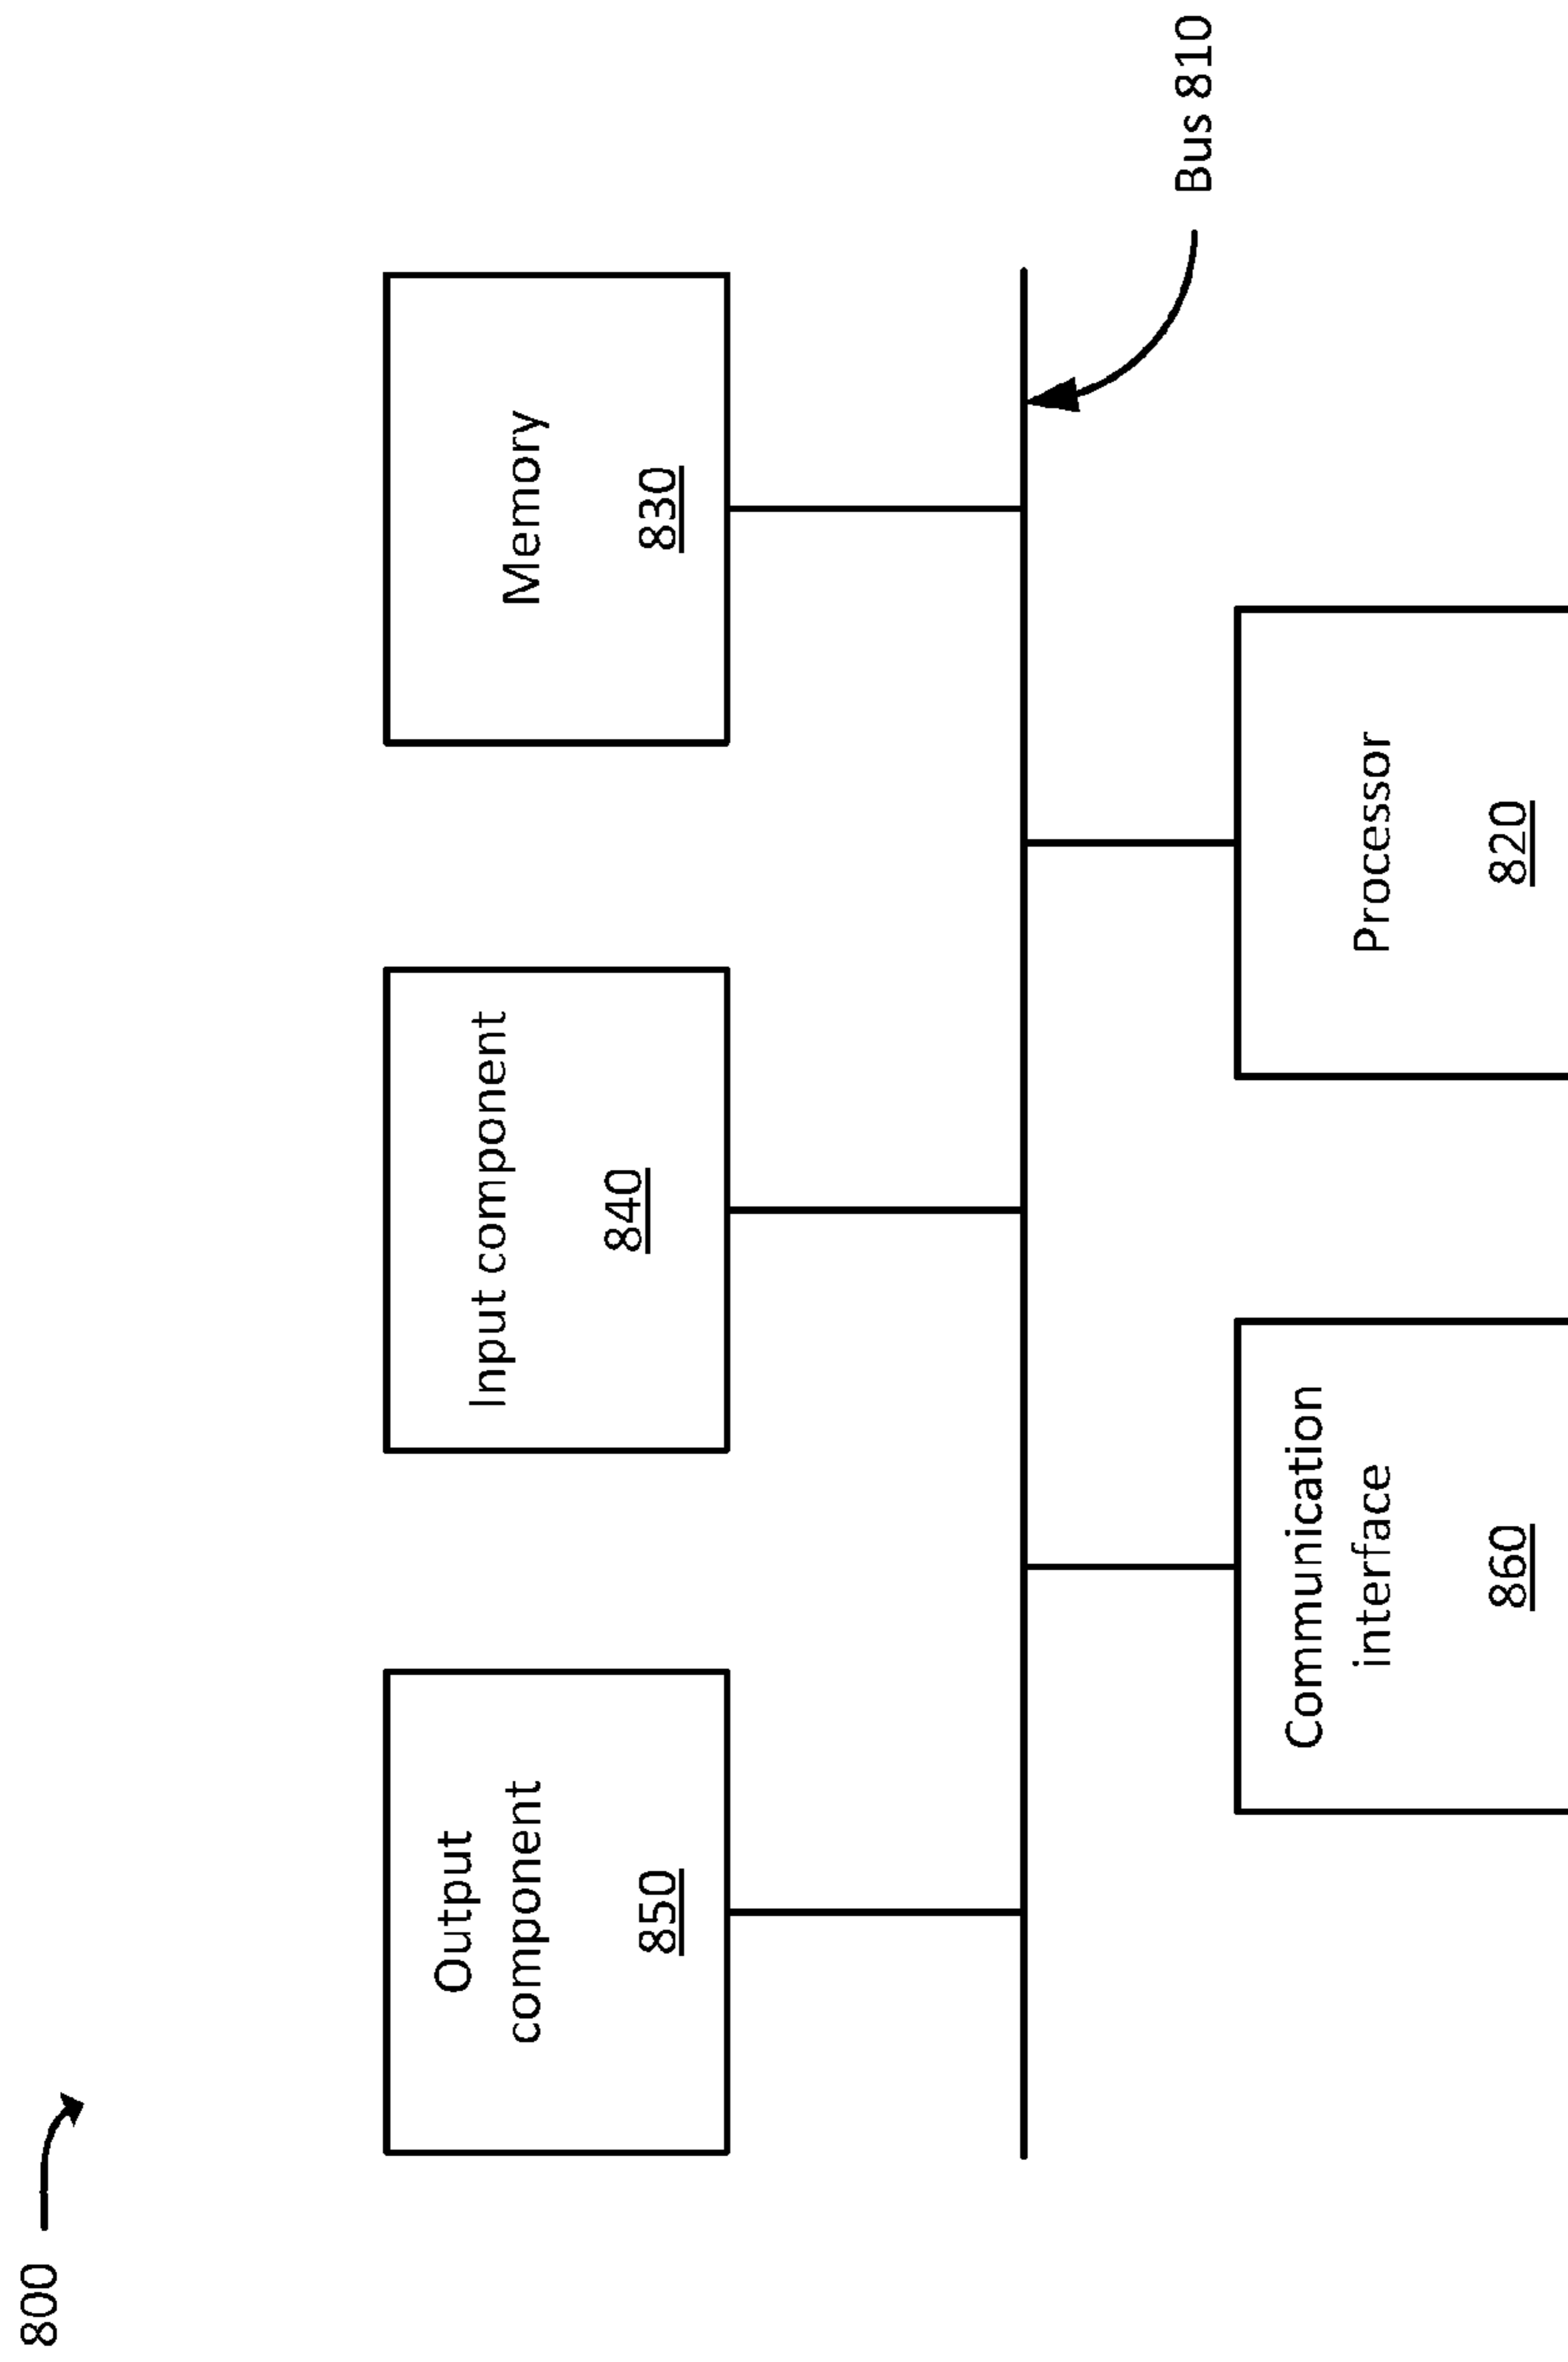 800
Output
component
850
Input component
840
Memory
830
Bus 810
Communication
interface
860
Processor
820